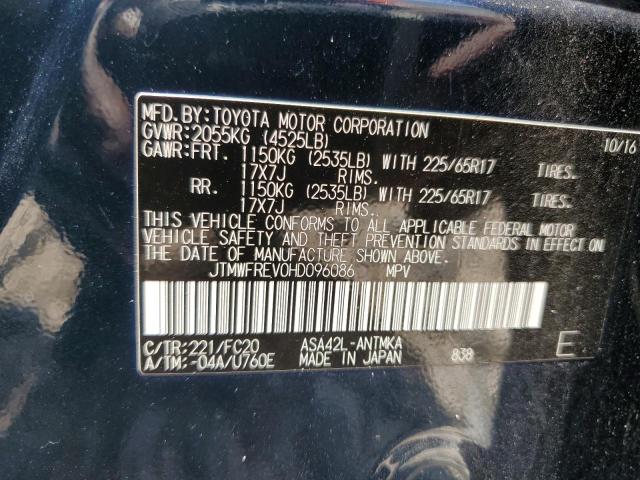 MFD.BY:TOYOTA MOTOR CORPORATION 10/16
GVWR:2055KG (4525LB)
GAWR:FRT. 1150KG (2535LB) WITH 225/65R17 TIRES.
17X7J RIMS.
RR. 1150KG (2535LB) WITH 225/65R17 TIRES.
17X7J RIMS.
THIS VEHICLE CONFORMS TO ALL APPLICABLE FEDERAL MOTOR
VEHICLE SAFETY AND THEFT PREVENTION STANDARDS IN EFFECT ON
THE DATE OF MANUFACTURE SHOWN ABOVE.
JTMWFREV0HD096086 MPV
C/TR:221/FC20 ASA42L-ANTMKA 838 E
A/TM:-04A/U760E MADE IN JAPAN